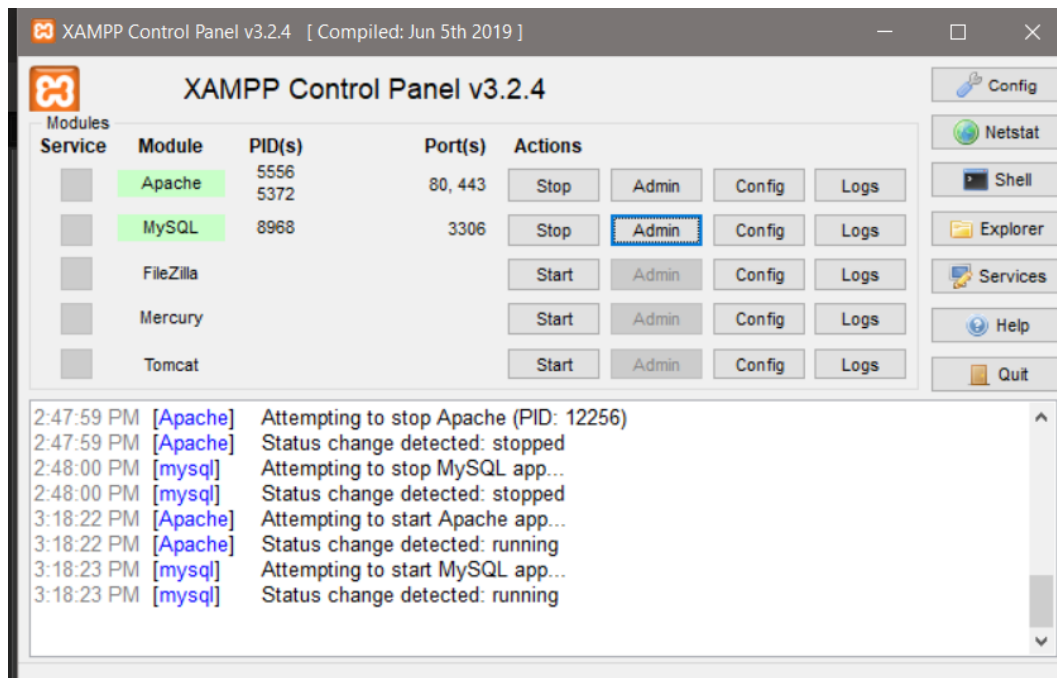 XAMPP Control Panel v3.2.4 [ Compiled: Jun 5th 2019 ]
XAMPP Control Panel v3.2.4
Config
Modules
Service Module PID(s) Port(s) Actions
Netstat
Apache 5556 5372 80, 443 Stop Admin Config Logs
Shell
MySQL 8968 3306 Stop Admin Config Logs
Explorer
FileZilla Start Admin Config Logs
Services
Mercury Start Admin Config Logs
Help
Tomcat Start Admin Config Logs
Quit
2:47:59 PM [Apache] Attempting to stop Apache (PID: 12256)
2:47:59 PM [Apache] Status change detected: stopped
2:48:00 PM [mysql] Attempting to stop MySQL app...
2:48:00 PM [mysql] Status change detected: stopped
3:18:22 PM [Apache] Attempting to start Apache app...
3:18:22 PM [Apache] Status change detected: running
3:18:23 PM [mysql] Attempting to start MySQL app...
3:18:23 PM [mysql] Status change detected: running